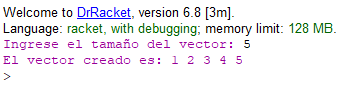 Welcome to DrRacket, version 6.8 [3m].
Language: racket, with debugging; memory limit: 128 MB.
Ingrese el tamaño del vector: 5
El vector creado es: 1 2 3 4 5
>